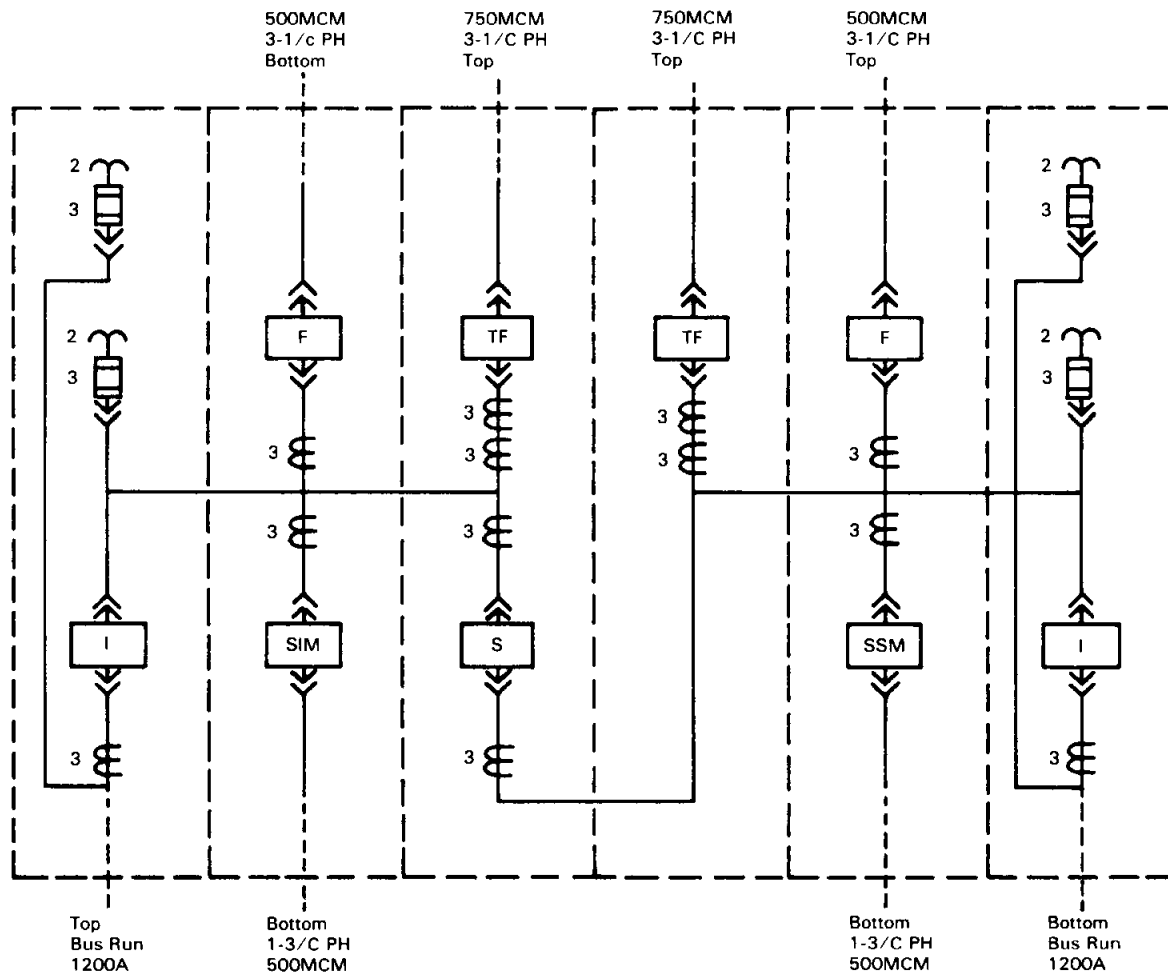 500MCM
3-1/c PH
Bottom
750MCM
3-1/C PH
Top
750MCM
3-1/C PH
Top
500MCM
3-1/C PH
Top
2
3
2
3
2
3
2
3
F
TF
TF
F
3
3
3
3
3
3
3
3
3
I
SIM
S
SSM
I
3
3
3
Top
Bus Run
1200A
Bottom
1-3/C PH
500MCM
Bottom
1-3/C PH
500MCM
Bottom
Bus Run
1200A